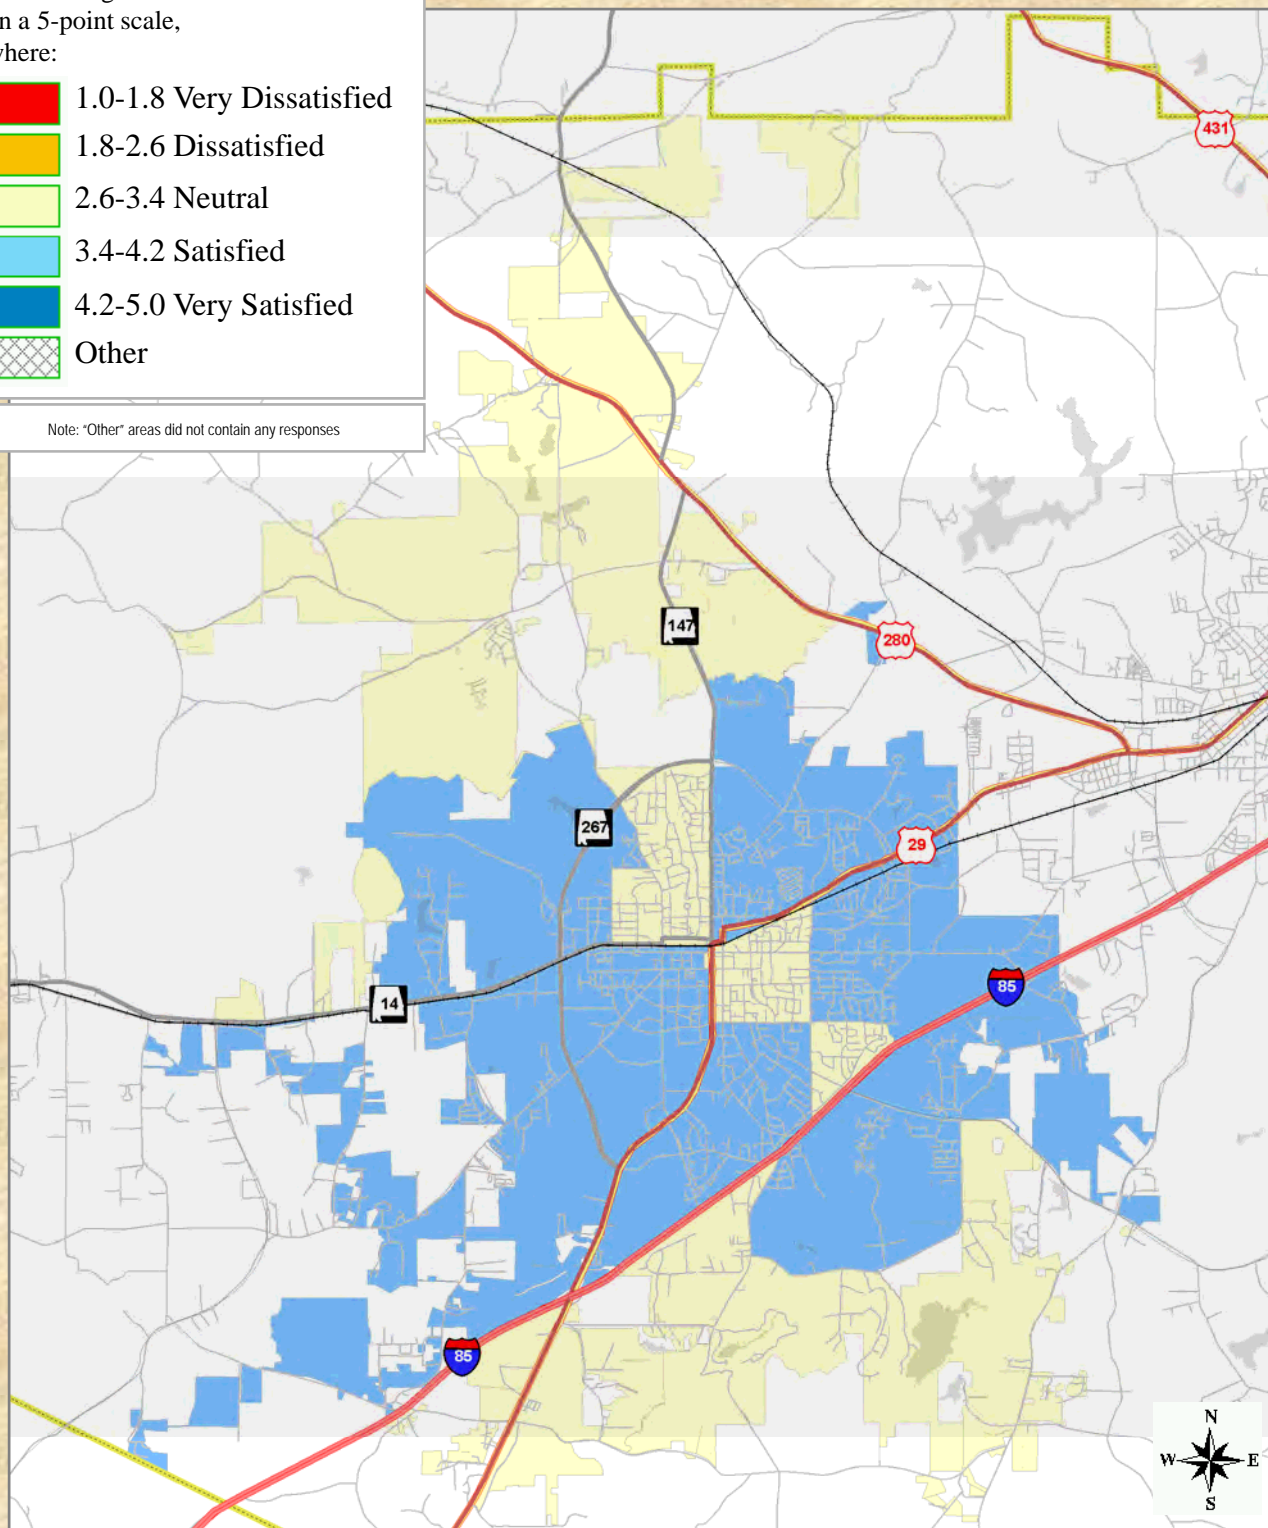 n a 5-point scale,
where:
1.0-1.8 Very Dissatisfied
1.8-2.6 Dissatisfied
2.6-3.4 Neutral
3.4-4.2 Satisfied
4.2-5.0 Very Satisfied
Other
Note: "Other" areas did not contain any responses
431
147
280
267
29
14
85
85
N
W E
S